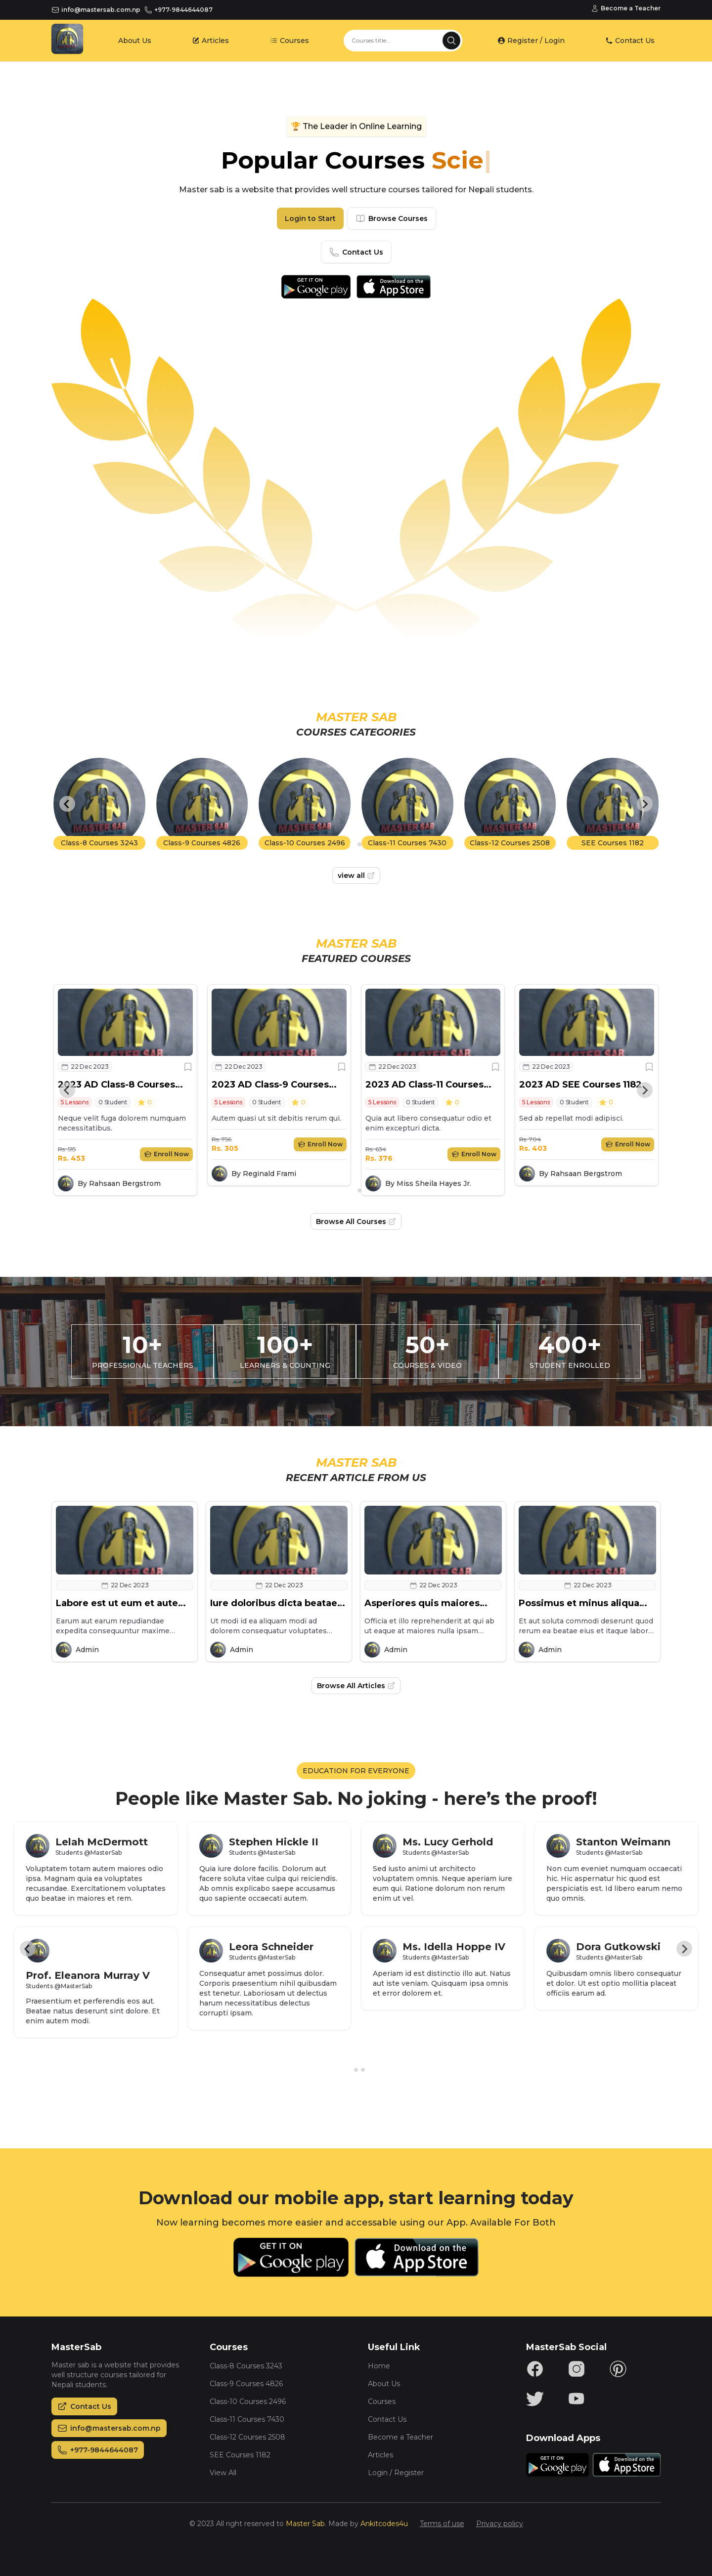 info@mastersab.com.np +977-9844644087 Become a Teacher
About Us Articles Courses Courses title... Register / Login Contact Us
🏆 The Leader in Online Learning
Popular Courses Scie
Master sab is a website that provides well structure courses tailored for Nepali students.
Login to Start Browse Courses
Contact Us
GET IT ON Google play Download on the App Store
MASTER SAB
COURSES CATEGORIES
MASTER SAB MASTER SAB MASTER SAB MASTER SAB MASTER SAB MASTER SAB
Class-8 Courses 3243 Class-9 Courses 4826 Class-10 Courses 2496 Class-11 Courses 7430 Class-12 Courses 2508 SEE Courses 1182
view all
MASTER SAB
FEATURED COURSES
22 Dec 2023
2023 AD Class-8 Courses...
5 Lessons 0 Student 0
Neque velit fuga dolorem numquam
necessitatibus.
Rs. 515
Rs. 453
Enroll Now
By Rahsaan Bergstrom
22 Dec 2023
2023 AD Class-9 Courses...
5 Lessons 0 Student 0
Autem quasi ut sit debitis rerum qui.
Rs. 756
Rs. 305
Enroll Now
By Reginald Frami
22 Dec 2023
2023 AD Class-11 Courses...
5 Lessons 0 Student 0
Quia aut libero consequatur odio et
enim excepturi dicta.
Rs. 634
Rs. 376
Enroll Now
By Miss Sheila Hayes Jr.
22 Dec 2023
2023 AD SEE Courses 1182
5 Lessons 0 Student 0
Sed ab repellat modi adipisci.
Rs. 704
Rs. 403
Enroll Now
By Rahsaan Bergstrom
Browse All Courses
10+ 100+ 50+ 400+
PROFESSIONAL TEACHERS LEARNERS & COUNTING COURSES & VIDEO STUDENT ENROLLED
MASTER SAB
RECENT ARTICLE FROM US
22 Dec 2023
Labore est ut eum et aute...
Earum aut earum repudiandae
expedita consequuntur maxime...
Admin
22 Dec 2023
Iure doloribus dicta beatae...
Ut modi id ea aliquam modi ad
dolorem consequatur voluptates...
Admin
22 Dec 2023
Asperiores quis maiores...
Officia et illo reprehenderit at qui ab
ut eaque at maiores nulla ipsam...
Admin
22 Dec 2023
Possimus et minus aliqua...
Et aut soluta commodi deserunt quod
rerum ea beatae eius et itaque labor...
Admin
Browse All Articles
EDUCATION FOR EVERYONE
People like Master Sab. No joking - here’s the proof!
Lelah McDermott
Students @MasterSab
Voluptatem totam autem maiores odio
ipsa. Magnam quia ea voluptates
recusandae. Exercitationem voluptates
quo beatae in maiores et rem.
Stephen Hickle II
Students @MasterSab
Quia iure dolore facilis. Dolorum aut
facere soluta vitae culpa qui reiciendis.
Ab omnis explicabo saepe accusamus
quo sapiente occaecati autem.
Ms. Lucy Gerhold
Students @MasterSab
Sed iusto animi ut architecto
voluptatem omnis. Neque aperiam iure
eum qui. Ratione dolorum non rerum
enim ut vel.
Stanton Weimann
Students @MasterSab
Non cum eveniet numquam occaecati
hic. Hic aspernatur hic quod est
perspiciatis est. Id libero earum nemo
quo omnis.
Prof. Eleanora Murray V
Students @MasterSab
Praesentium et perferendis eos aut.
Beatae natus deserunt sint dolore. Et
enim autem modi.
Leora Schneider
Students @MasterSab
Consequatur amet possimus dolor.
Corporis praesentium nihil quibusdam
est tenetur. Laboriosam ut delectus
harum necessitatibus delectus
corrupti ipsam.
Ms. Idella Hoppe IV
Students @MasterSab
Aperiam id est distinctio illo aut. Natus
aut iste veniam. Quisquam ipsa omnis
et error dolorem et.
Dora Gutkowski
Students @MasterSab
Quibusdam omnis libero consequatur
et dolor. Ut est optio mollitia placeat
officiis earum ad.
Download our mobile app, start learning today
Now learning becomes more easier and accessable using our App. Available For Both
GET IT ON Google play Download on the App Store
MasterSab
Master sab is a website that provides
well structure courses tailored for
Nepali students.
Contact Us
info@mastersab.com.np
+977-9844644087
Courses
Class-8 Courses 3243
Class-9 Courses 4826
Class-10 Courses 2496
Class-11 Courses 7430
Class-12 Courses 2508
SEE Courses 1182
View All
Useful Link
Home
About Us
Courses
Contact Us
Become a Teacher
Articles
Login / Register
MasterSab Social
Download Apps
GET IT ON Google play Download on the App Store
© 2023 All right reserved to Master Sab. Made by Ankitcodes4u Terms of use Privacy policy